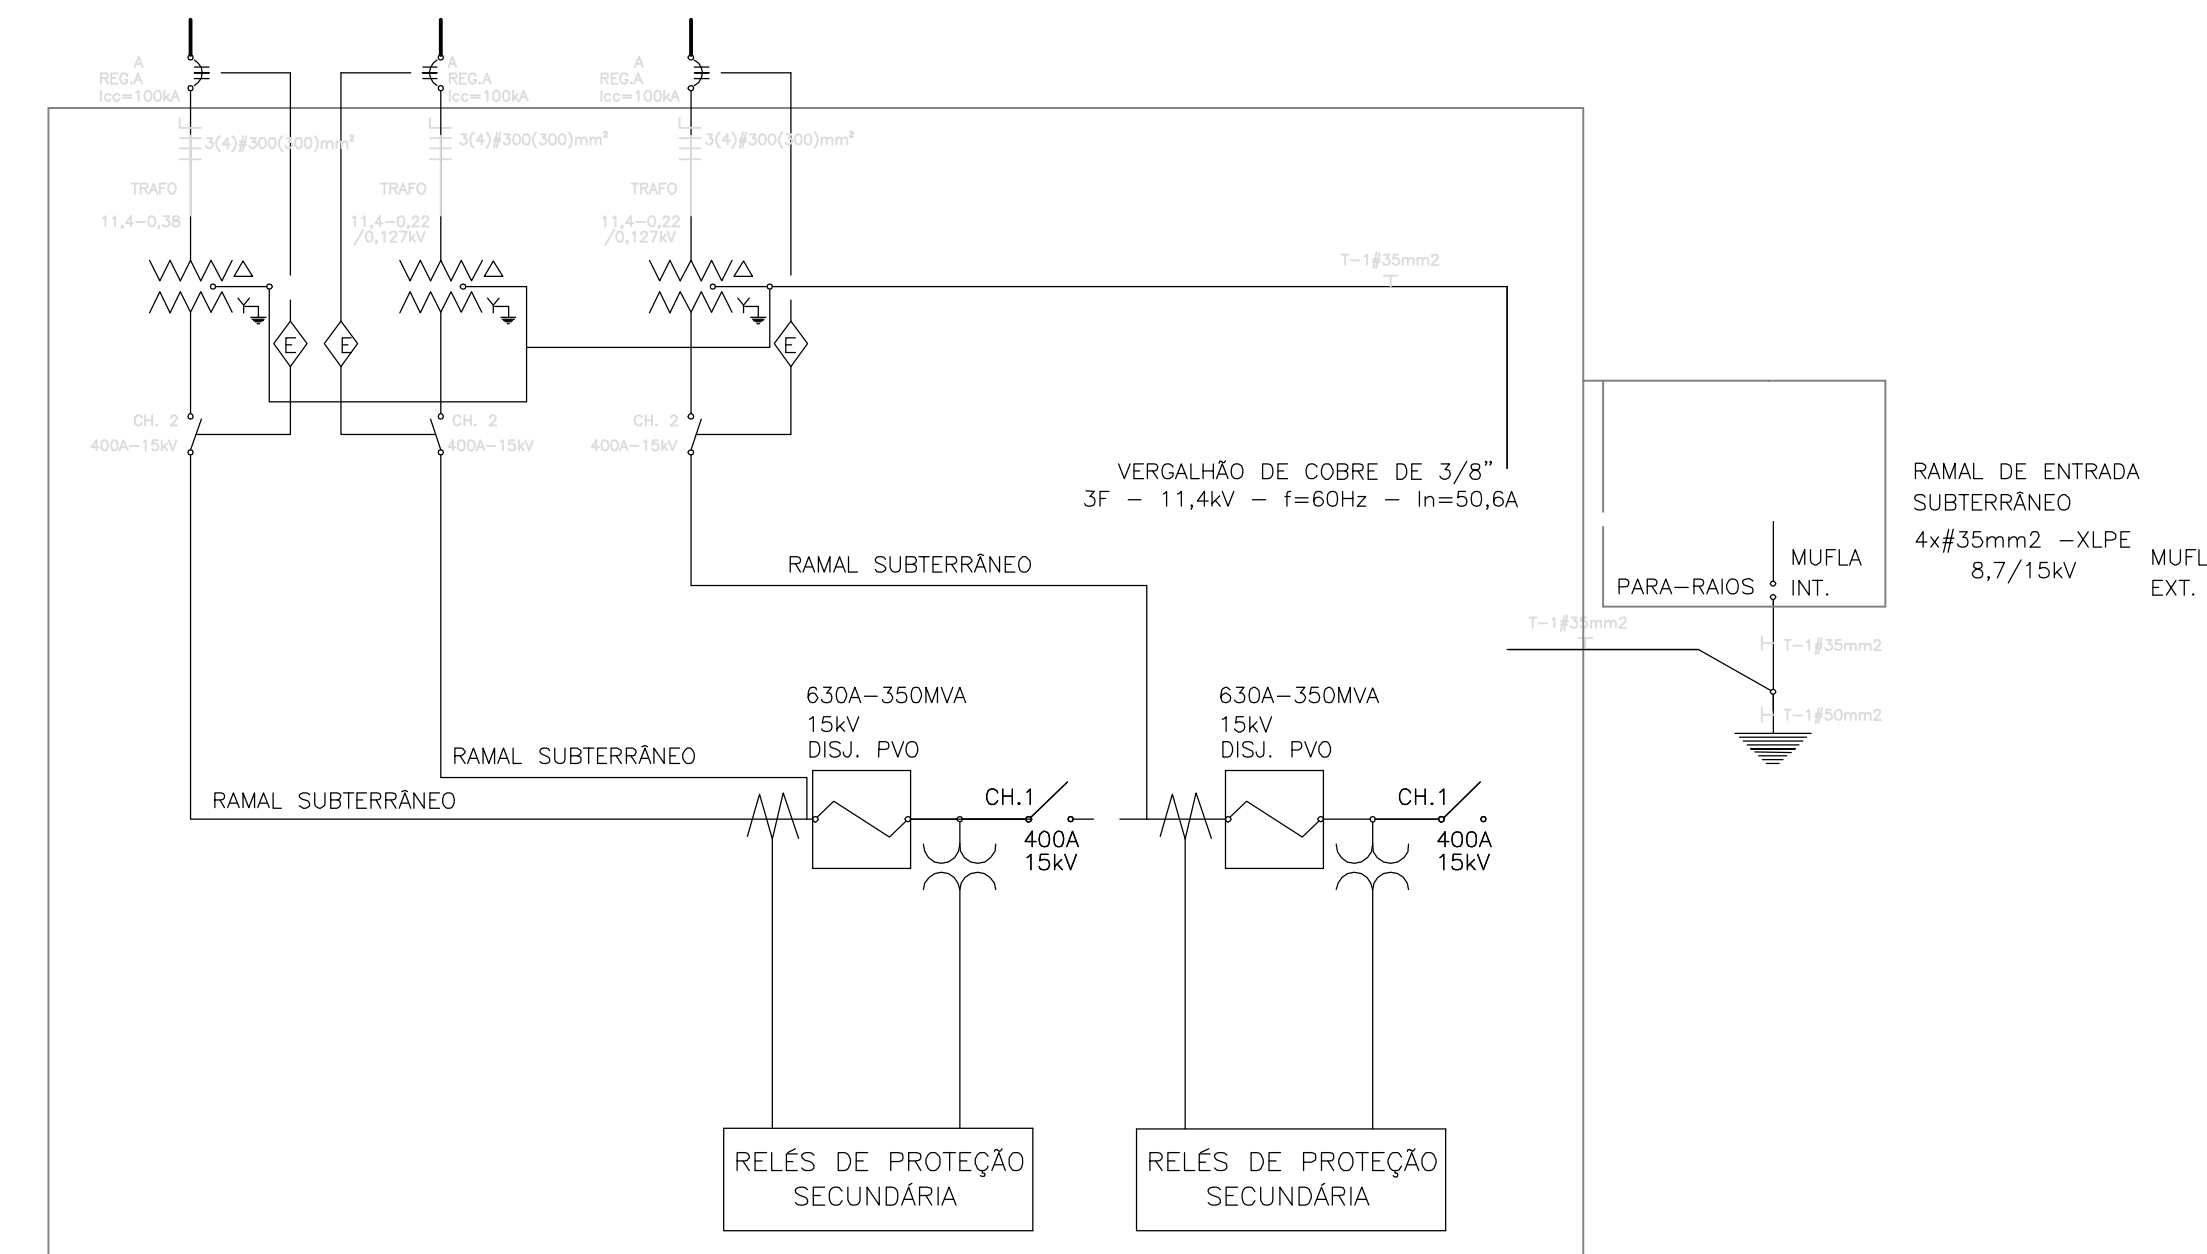 A
REG.A
Icc=100kA
A
REG.A
Icc=100kA
A
REG.A
Icc=100kA
3(4)#300(300)mm²
3(4)#300(300)mm²
3(4)#300(300)mm²
TRAFO
11,4-0,38
TRAFO
11,4-0,22
/0,127kV
TRAFO
11,4-0,22
/0,127kV
Y
Y
Y
E
E
E
T-1#35mm2
CH. 2
400A-15kV
CH. 2
400A-15kV
CH. 2
400A-15kV
VERGALHÃO DE COBRE DE 3/8”
3F - 11,4kV - f=60Hz - In=50,6A
RAMAL DE ENTRADA
SUBTERRÂNEO
4x#35mm2 -XLPE
8,7/15kV
MUFLA
INT.
PARA-RAIOS
MUFL
EXT.
RAMAL SUBTERRÂNEO
T-1#35mm2
T-1#35mm2
T-1#50mm2
630A-350MVA
15kV
DISJ. PVO
630A-350MVA
15kV
DISJ. PVO
RAMAL SUBTERRÂNEO
RAMAL SUBTERRÂNEO
CH.1
400A
15kV
CH.1
400A
15kV
RELÉS DE PROTEÇÃO
SECUNDÁRIA
RELÉS DE PROTEÇÃO
SECUNDÁRIA